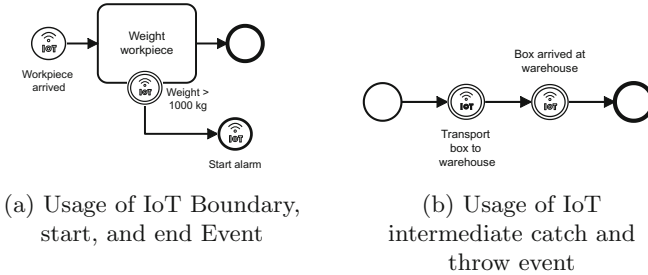 Weight
workpiece
IoT
Workpiece
arrived
IoT
Weight >
1000 kg
IoT
Start alarm
(a) Usage of IoT Boundary,
start, and end Event
Box arrived at
warehouse
IoT
IoT
Transport
box to
warehouse
(b) Usage of IoT
intermediate catch and
throw event